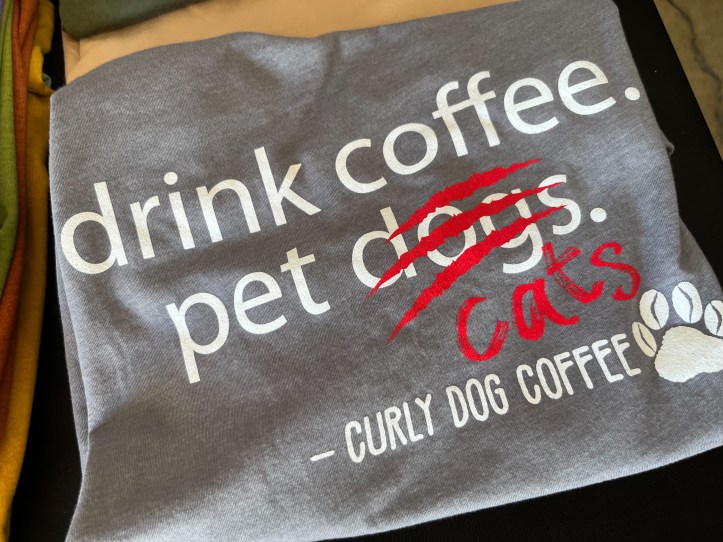 drink coffee.
pet dogs.
cats
– CURLY DOG COFFEE